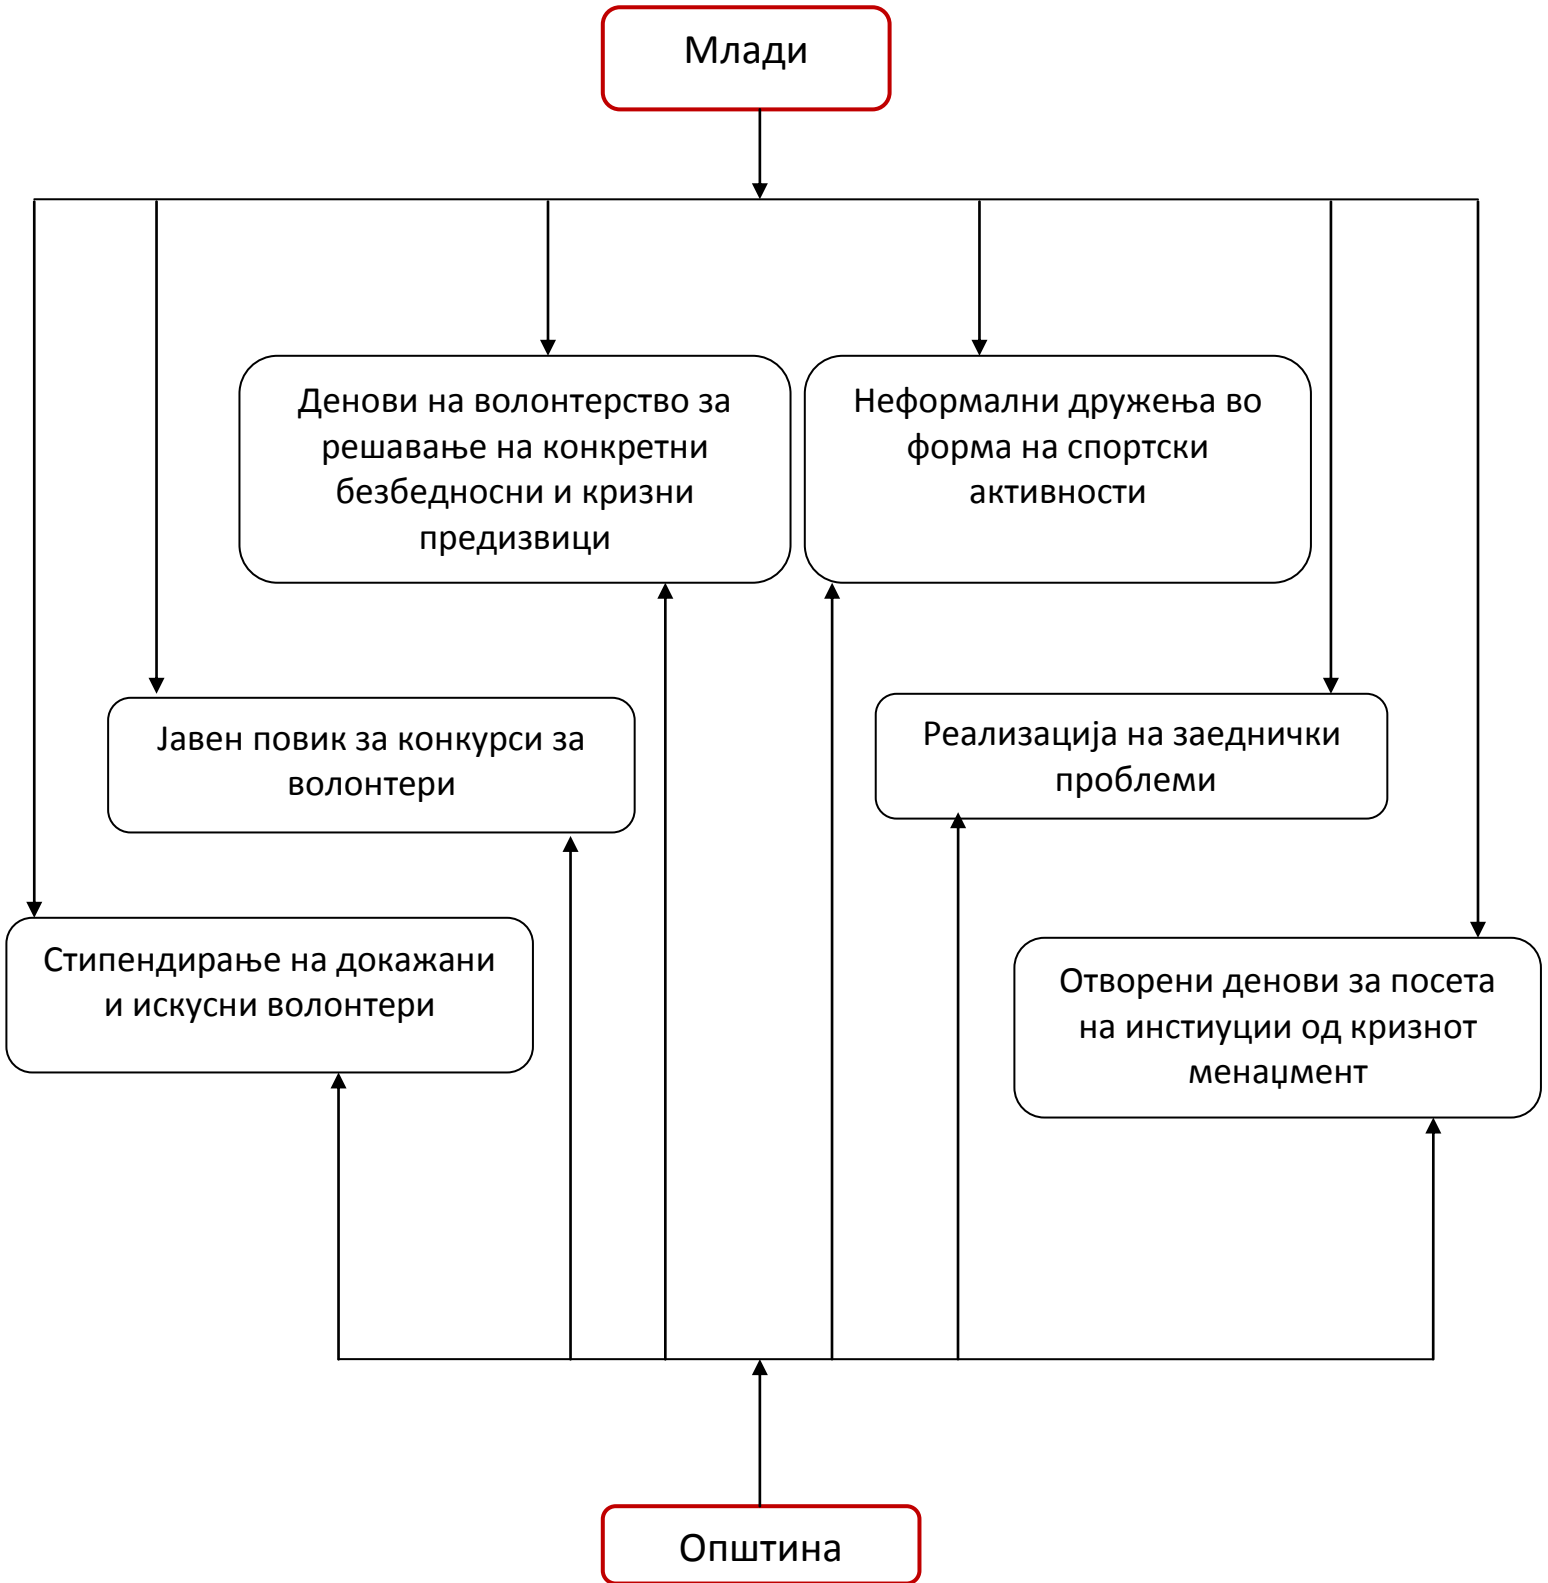 Млади
Денови на волонтерство за
решавање на конкретни
безбедносни и кризни
предизвици
Неформални дружења во
форма на спортски
активности
Јавен повик за конкурси за
волонтери
Реализација на заеднички
проблеми
Стипендирање на докажани
и искусни волонтери
Отворени денови за посета
на инстиуции од кризнот
менаџмент
Општина